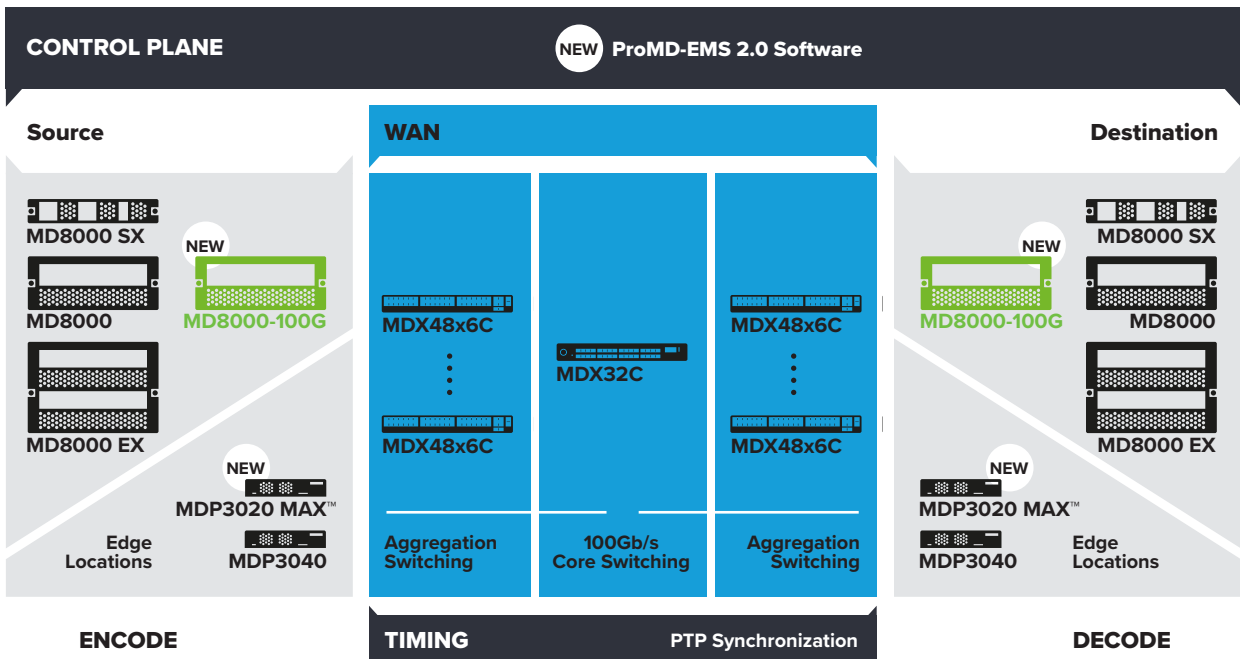 CONTROL PLANE
NEW ProMD-EMS 2.0 Software
Source
MD8000 SX
NEW
MD8000
MD8000-100G
MD8000 EX
NEW
MDP3020 MAX™
MDP3040
Edge
Locations
ENCODE
WAN
MDX48x6C
MDX48x6C
Aggregation
Switching
MDX32C
100Gb/s
Core Switching
MDX48x6C
MDX48x6C
Aggregation
Switching
TIMING
PTP Synchronization
Destination
MD8000 SX
NEW
MD8000-100G
MD8000
MD8000 EX
NEW
MDP3020 MAX™
MDP3040
Edge
Locations
DECODE